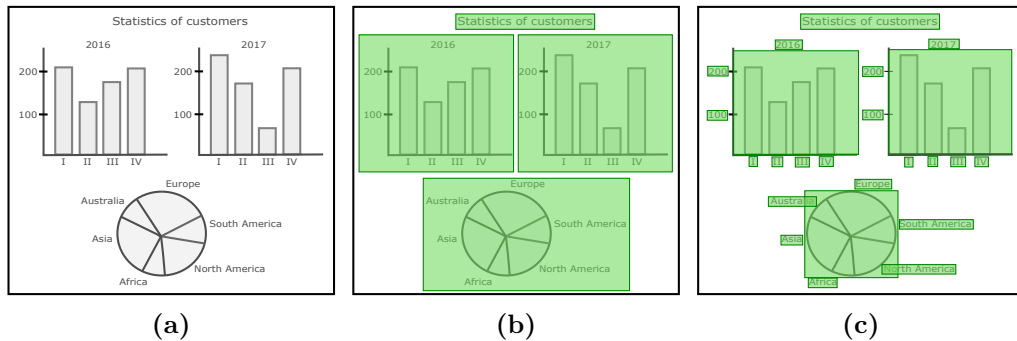 Statistics of customers
2016 2017
200 200
100 100
I II III IV I II III IV
Europe
Australia
South America
Asia
North America
Africa
(a)
Statistics of customers
2016 2017
200 200
100 100
I II III IV I II III IV
Europe
Australia
South America
Asia
North America
Africa
(b)
Statistics of customers
2016 2017
200 200
100 100
I II III IV I II III IV
Europe
Australia
South America
Asia
North America
Africa
(c)